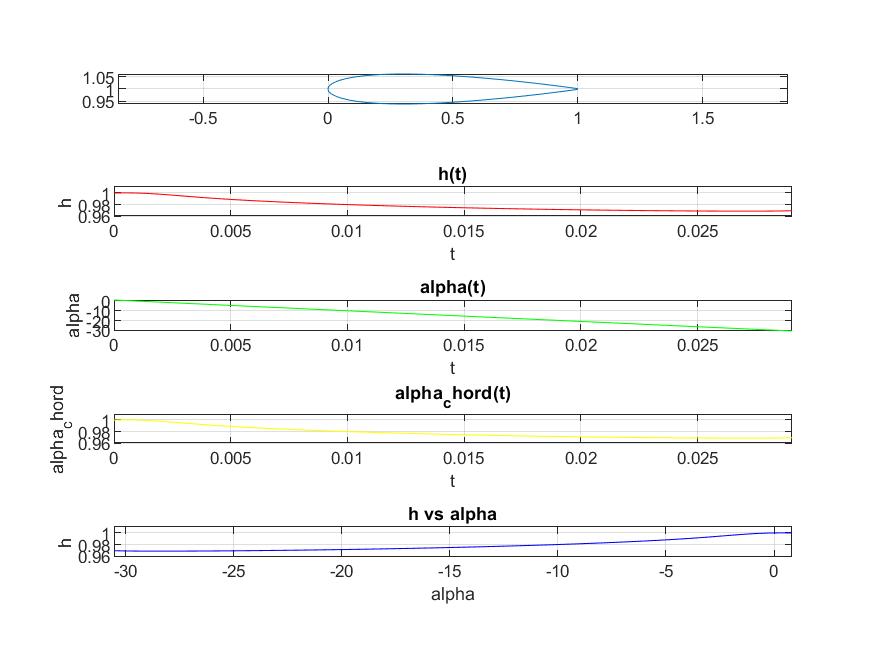 1.05
1
0.95
-0.5 0 0.5 1 1.5
h(t)
1
0.98
0.96
h
0 0.005 0.01 0.015 0.02 0.025
t
alpha(t)
0
-10
-20
-30
alpha
0 0.005 0.01 0.015 0.02 0.025
t
alpha_chord(t)
1
0.98
0.96
alpha_chord
0 0.005 0.01 0.015 0.02 0.025
t
h vs alpha
1
0.98
0.96
h
-30 -25 -20 -15 -10 -5 0
alpha